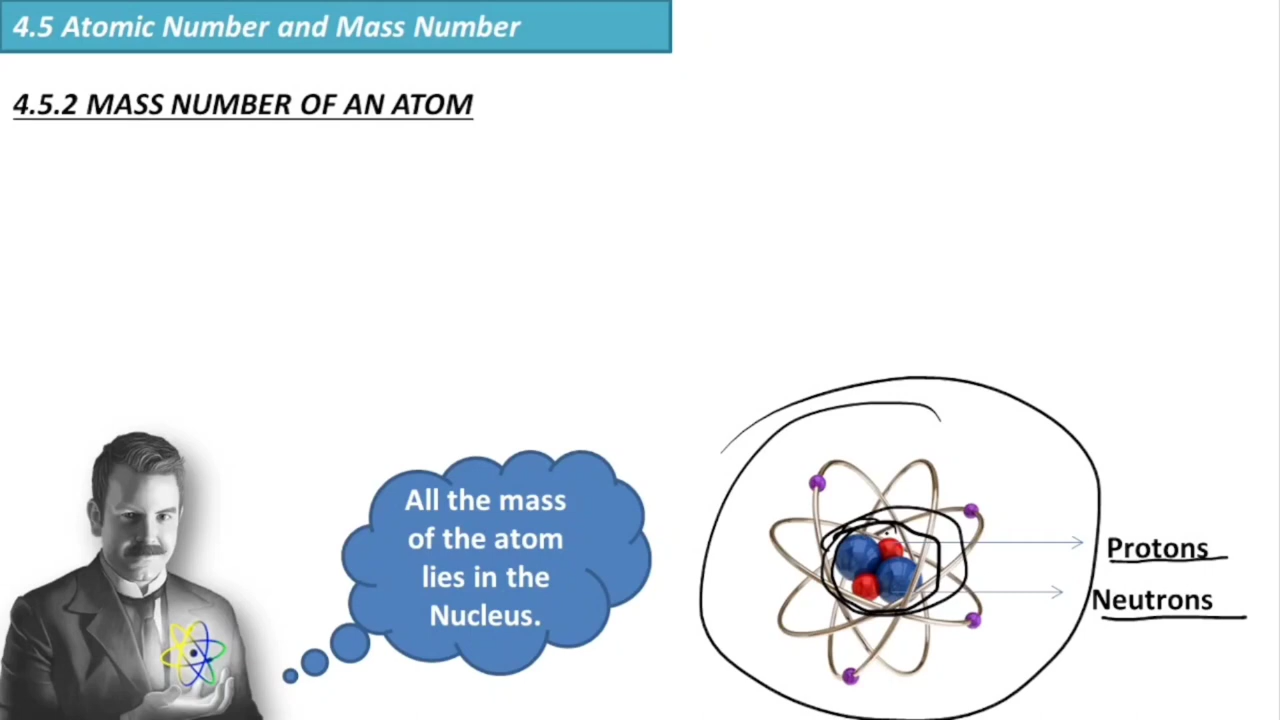 4.5 Atomic Number and Mass Number
4.5.2 MASS NUMBER OF AN ATOM
All the mass
of the atom
lies in the
Nucleus.
Protons
Neutrons